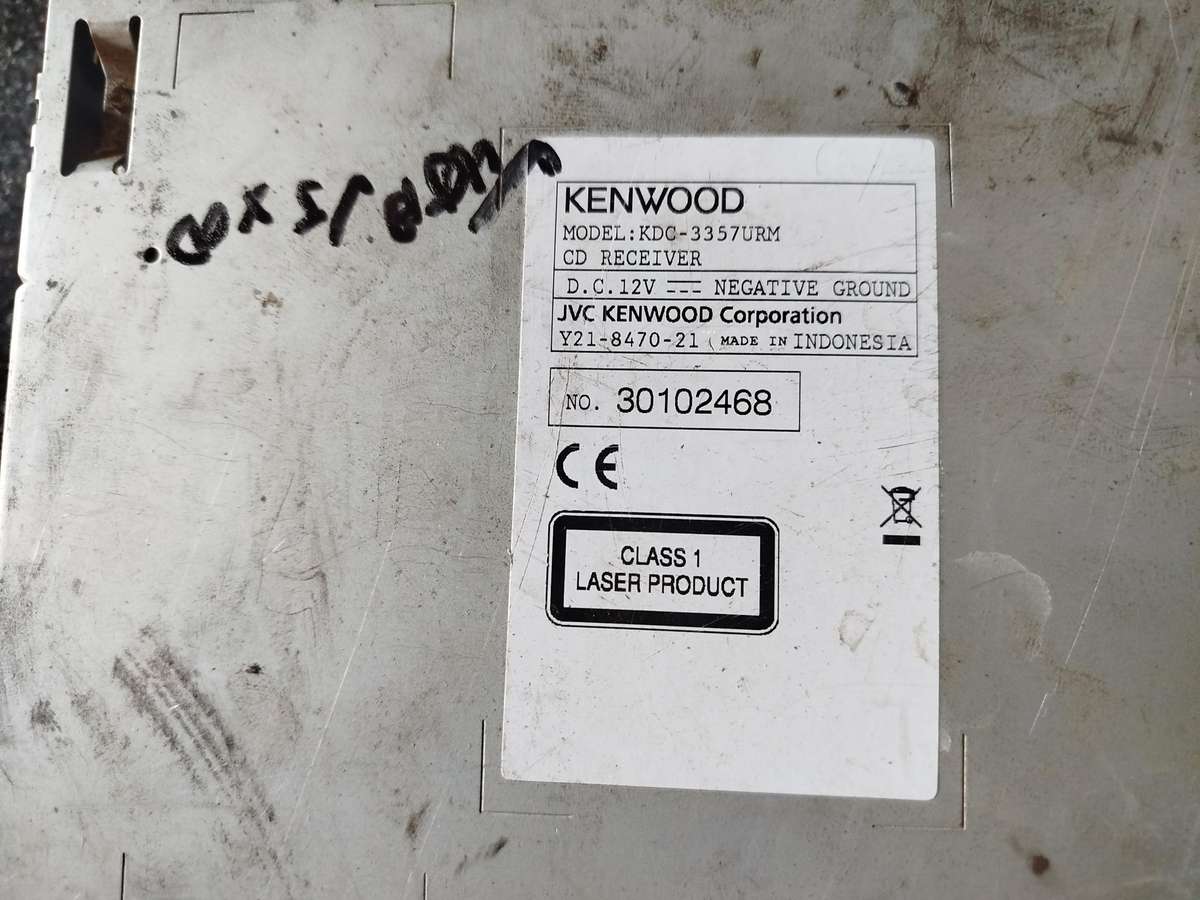 KENWOOD
MODEL:KDC-3357URM
CD RECEIVER
D.C.12V ⎓ NEGATIVE GROUND
JVC KENWOOD Corporation
Y21-8470-21 MADE IN INDONESIA
NO. 30102468
CE
CLASS 1
LASER PRODUCT